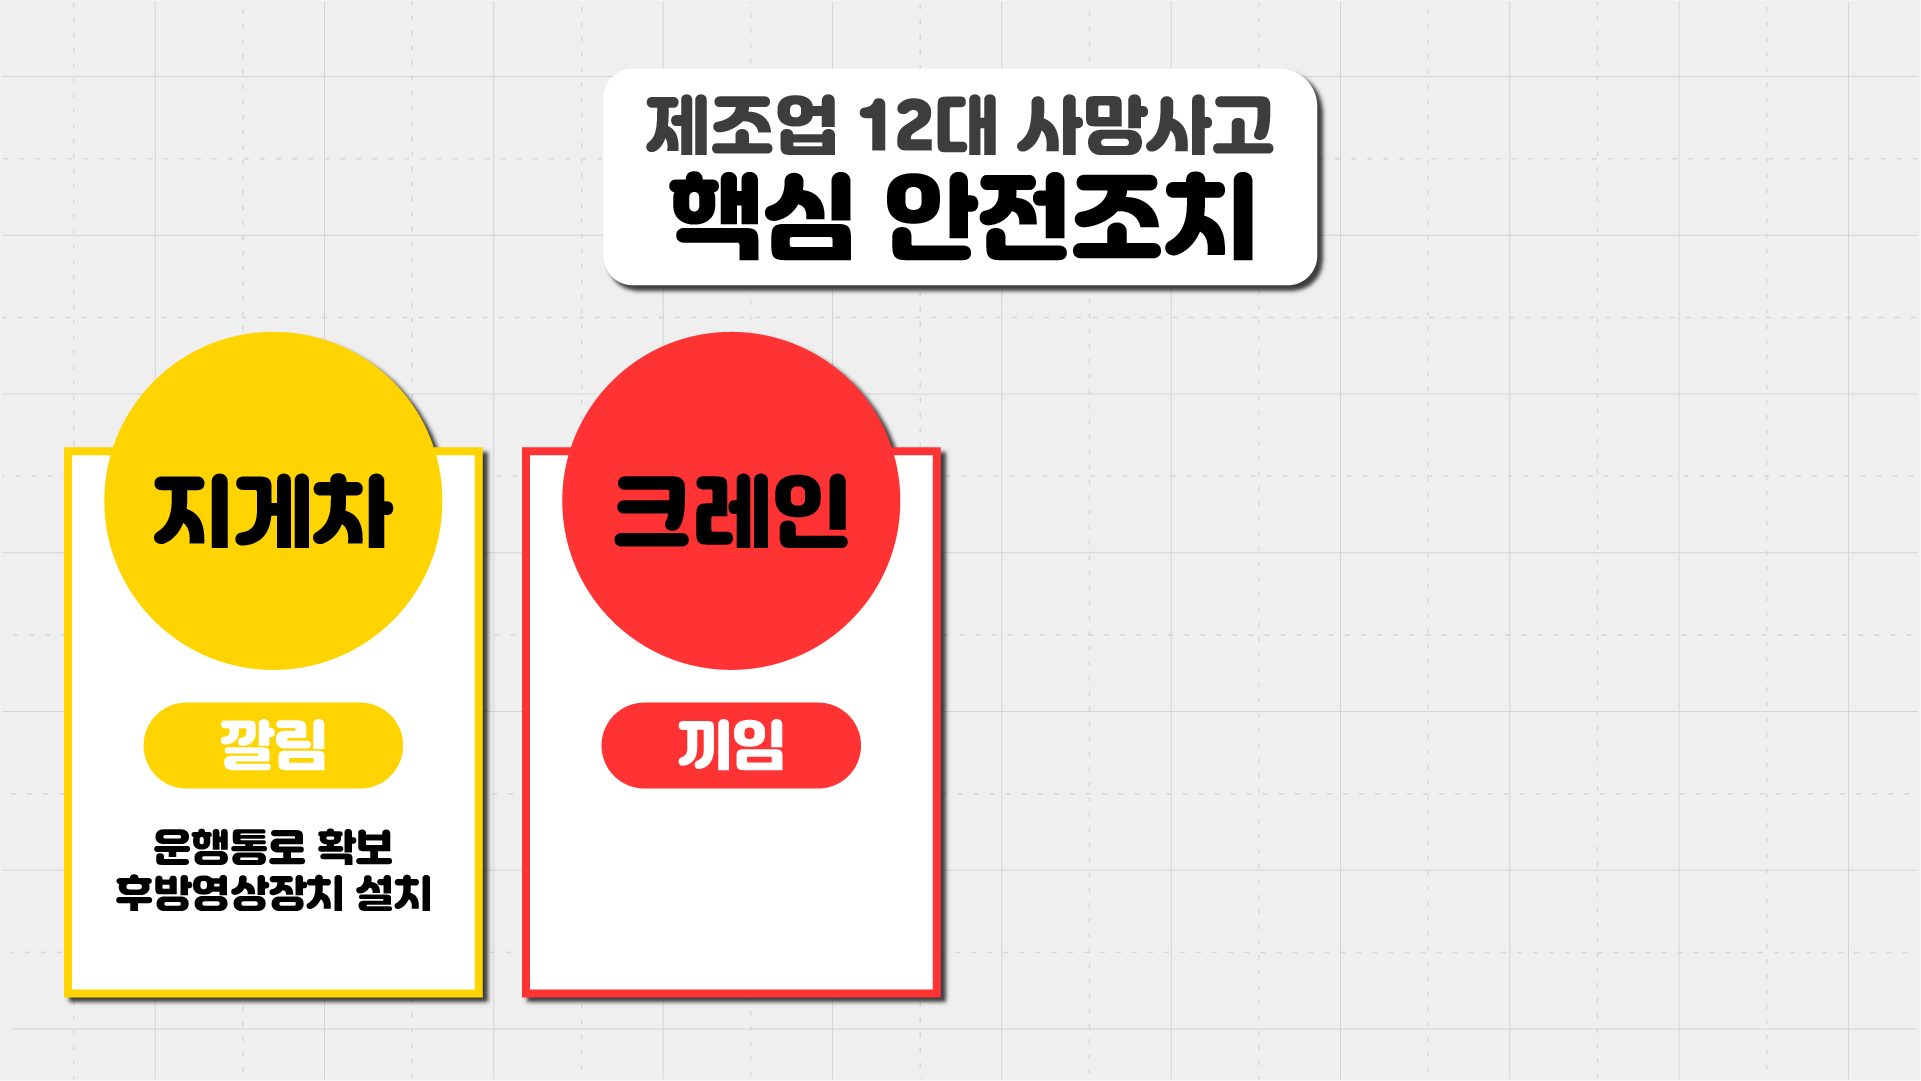 제조업 12대 사망사고
핵심 안전조치
지게차
깔림
운행통로 확보
후방영상장치 설치
크레인
끼임